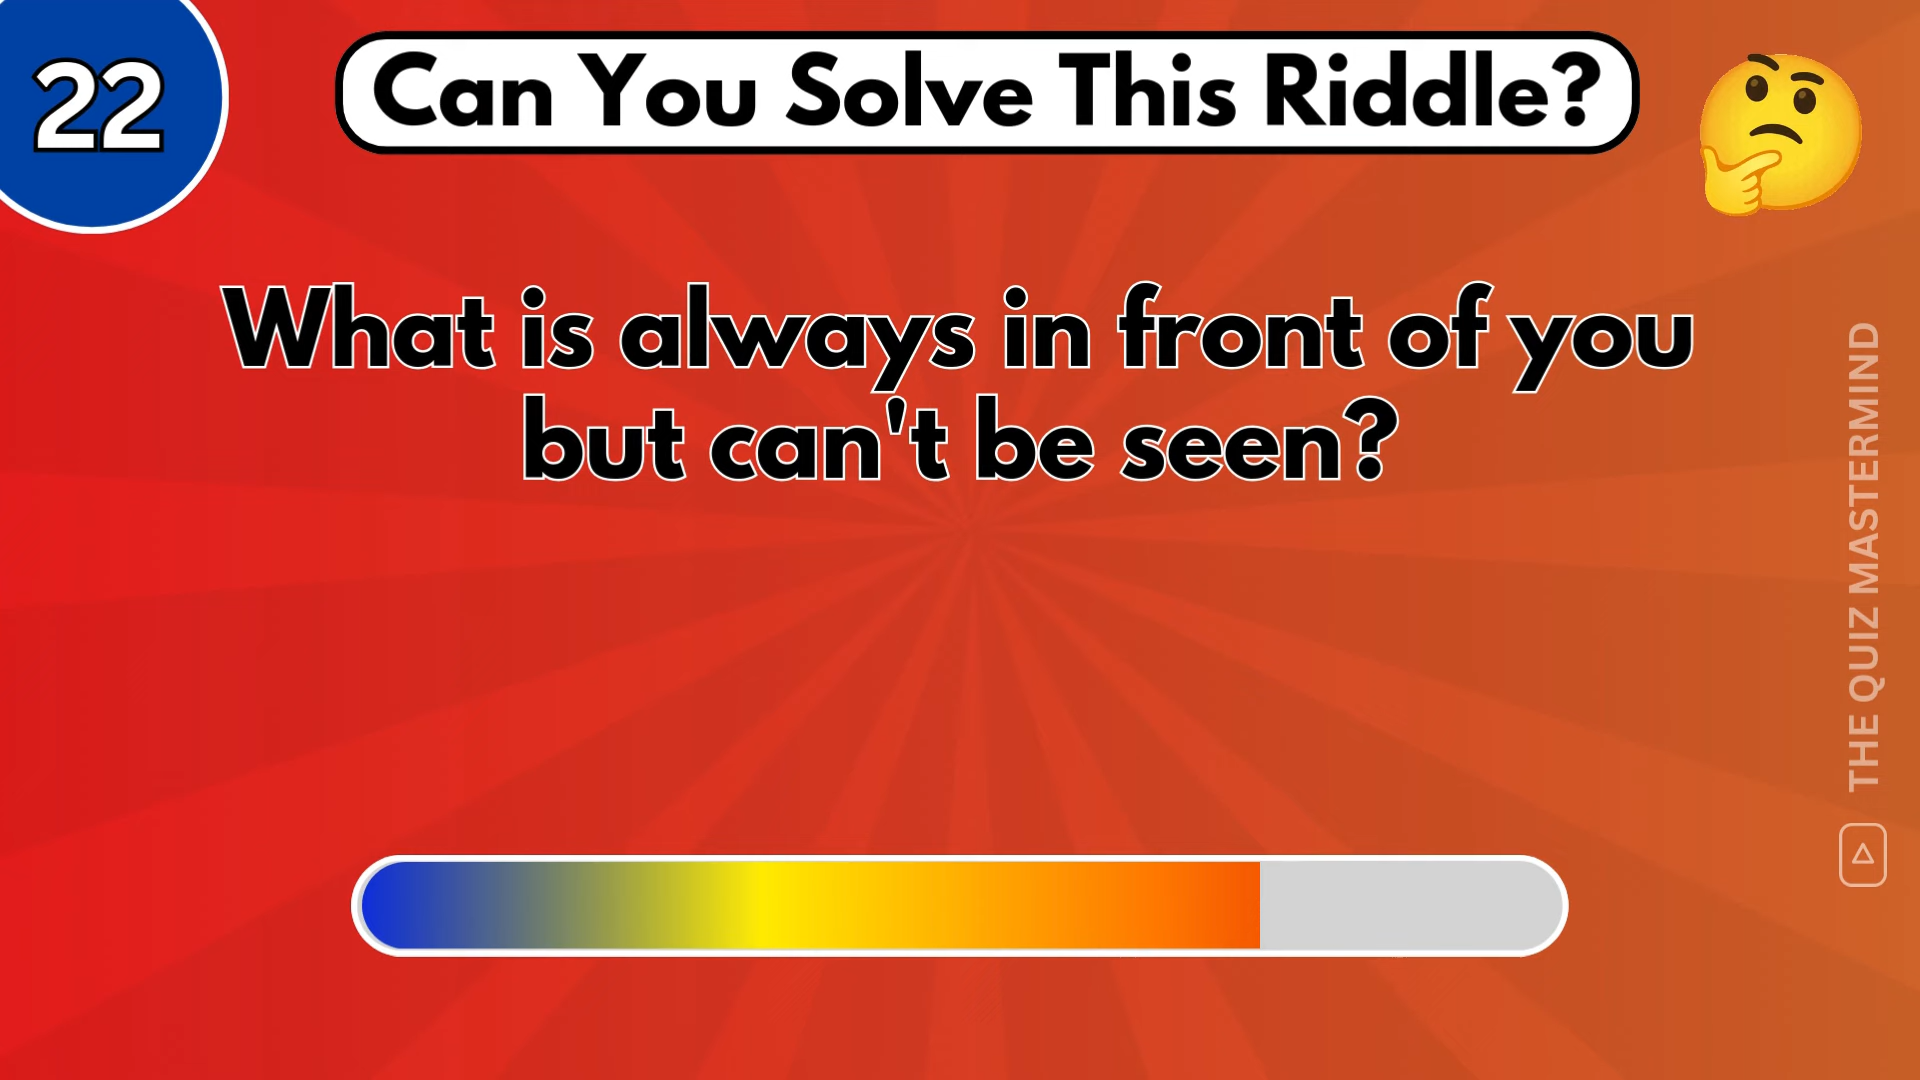 22
Can You Solve This Riddle?
What is always in front of you
but can't be seen?
THE QUIZ MASTERMIND